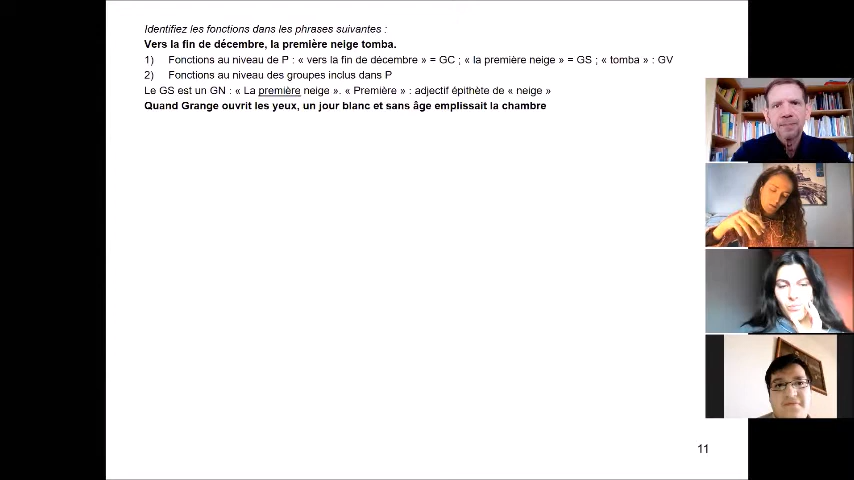 Identifiez les fonctions dans les phrases suivantes :
Vers la fin de décembre, la première neige tomba.
1) Fonctions au niveau de P : « vers la fin de décembre » = GC ; « la première neige » = GS ; « tomba » : GV
2) Fonctions au niveau des groupes inclus dans P
Le GS est un GN : « La première neige ». « Première » : adjectif épithète de « neige »
Quand Grange ouvrit les yeux, un jour blanc et sans âge emplissait la chambre
11